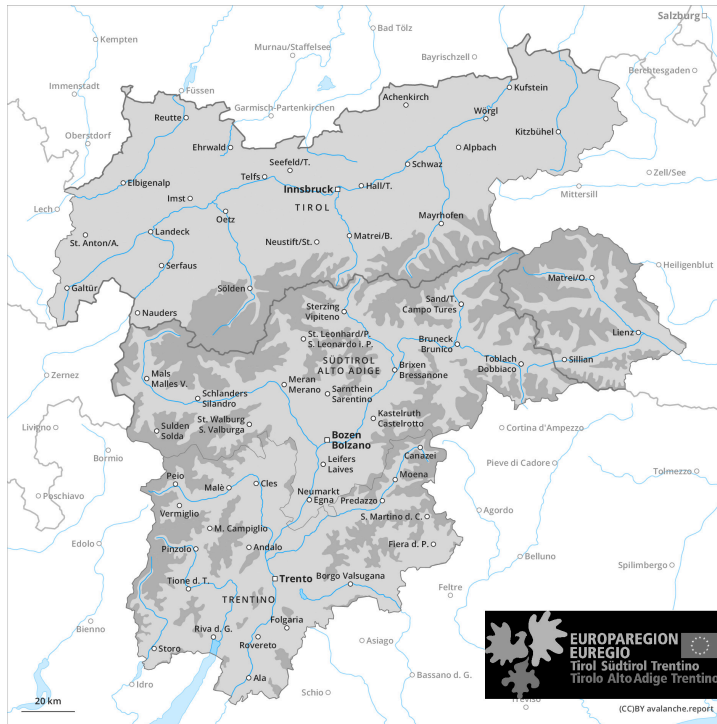 Salzburg
Kempten
Bad Tölz
Murnau/Staffelsee
Bayrischzell
Berchtesgaden
Immenstadt
Füssen
Kufstein
Garmisch-Partenkirchen
Achenkirch
Reutte
Wörgl
Oberstdorf
Kitzbühel
Ehrwald
Alpbach
Seefeld/T.
Schwaz
Zell/See
Telfs
Elbigenalp
Innsbruck
Hall/T.
Mittersill
Imst
TIROL
Lech
Oetz
Mayrhofen
St. Anton/A.
Landeck
Neustift/St.
Matrei/B.
Serfaus
Heiligenblut
Matrei/O.
Galtür
Sölden
Sand/T.
Campo Tures
Nauders
Sterzing
Vipiteno
St. Leonhard/P.
S. Leonardo i. P.
Lienz
Bruneck
Brunico
SÜDTIROL
ALTO ADIGE
Toblach
Dobbiaco
Sillian
Brixen
Bressanone
Zernez
Mals
Malles V.
Meran
Merano
Schlanders
Silandro
Sarnthein
Sarentino
St. Walburg
S. Valburga
Kastelruth
Castelrotto
Livigno
Sulden
Solda
Cortina d'Ampezzo
Bozen
Bolzano
Bormio
Canazei
Leifers
Laives
Pieve di Cadore
Tolmezzo
Peio
Moena
Malè
Cles
Neumarkt
Egna
Poschiavo
Predazzo
Vermiglio
Agordo
S. Martino d. C.
M. Campiglio
Edolo
Fiera d. P.
Pinzolo
Andalo
Belluno
Spilimbergo
Trento
Borgo Valsugana
Tione d. T.
Feltre
TRENTINO
Folgaria
Bienno
Riva d. G.
Rovereto
Asiago
Storo
EUROPAREGION
EUREGIO
Tirol Südtirol Trentino
Tirolo Alto Adige Trentino
Ala
Bassano d. G.
Idro
Schio
20 km
Treviso
(CC)BY avalanche.report